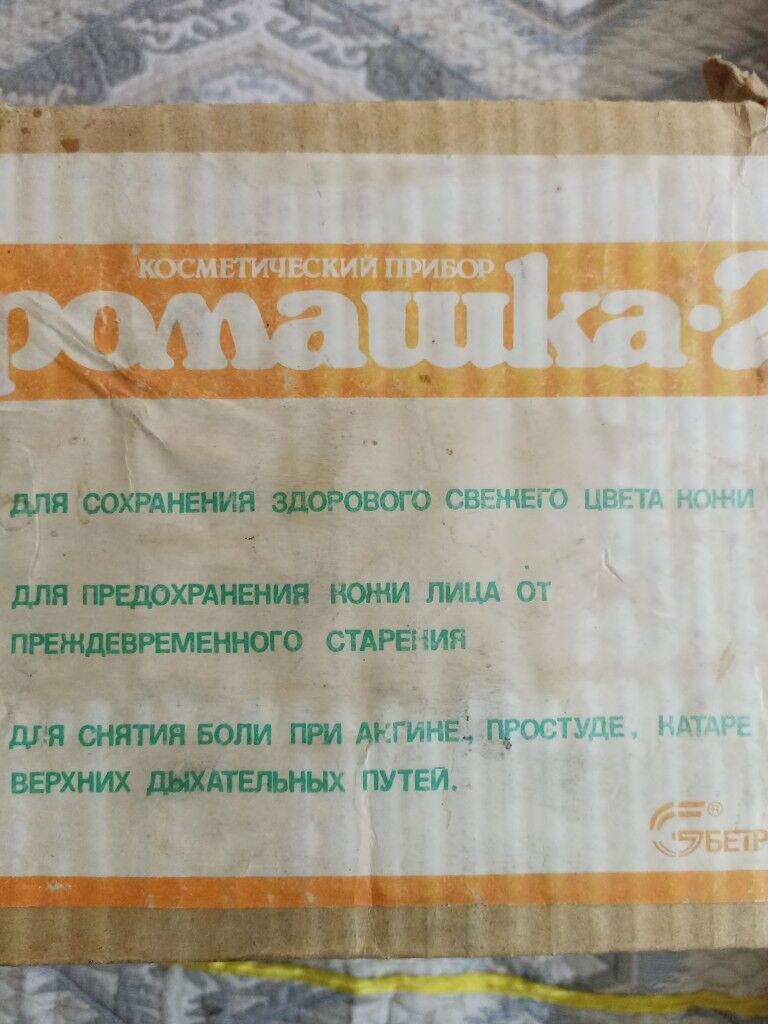 КОСМЕТИЧЕСКИЙ ПРИБОР
ромашка-2
ДЛЯ СОХРАНЕНИЯ ЗДОРОВОГО СВЕЖЕГО ЦВЕТА КОЖИ
ДЛЯ ПРЕДОХРАНЕНИЯ КОЖИ ЛИЦА ОТ
ПРЕЖДЕВРЕМЕННОГО СТАРЕНИЯ
ДЛЯ СНЯТИЯ БОЛИ ПРИ АНГИНЕ, ПРОСТУДЕ, КАТАРЕ
ВЕРХНИХ ДЫХАТЕЛЬНЫХ ПУТЕЙ.
® БЕТР